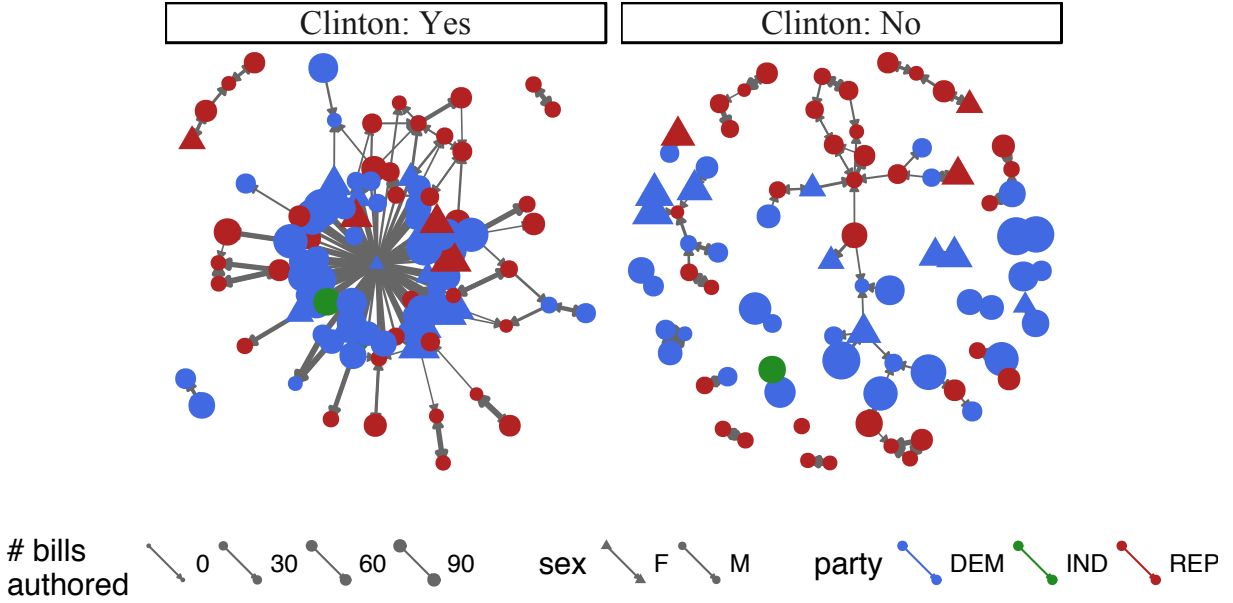 Clinton: Yes
Clinton: No
# bills authored
0
30
60
90
sex
F
M
party
DEM
IND
REP